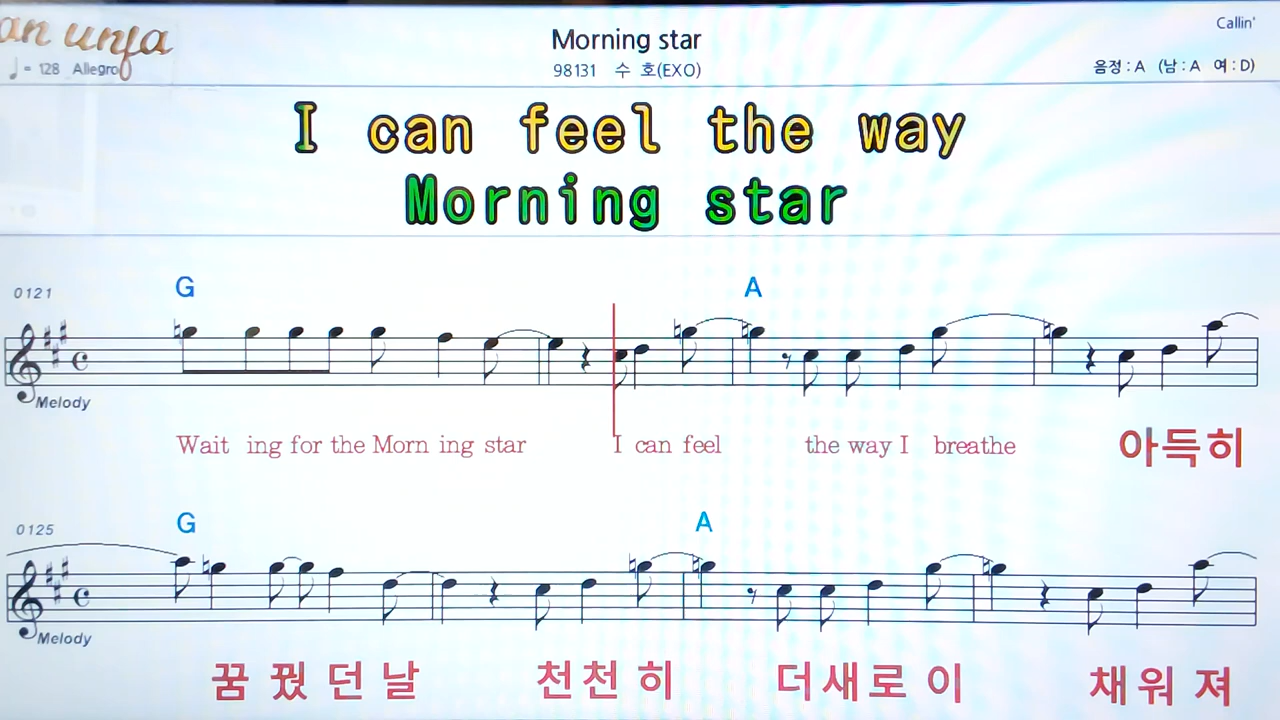 an unja
♩= 128 Allegro
Morning star
98131 수 호(EXO)
Callin'
음정 : A (남 : A 여 : D)
I can feel the way
Morning star
0121
G A
Melody
Wait ing for the Morn ing star I can feel the way I breathe 아득히
0125
G A
Melody
꿈 꿨 던 날 천천 히 더새로 이 채워 져